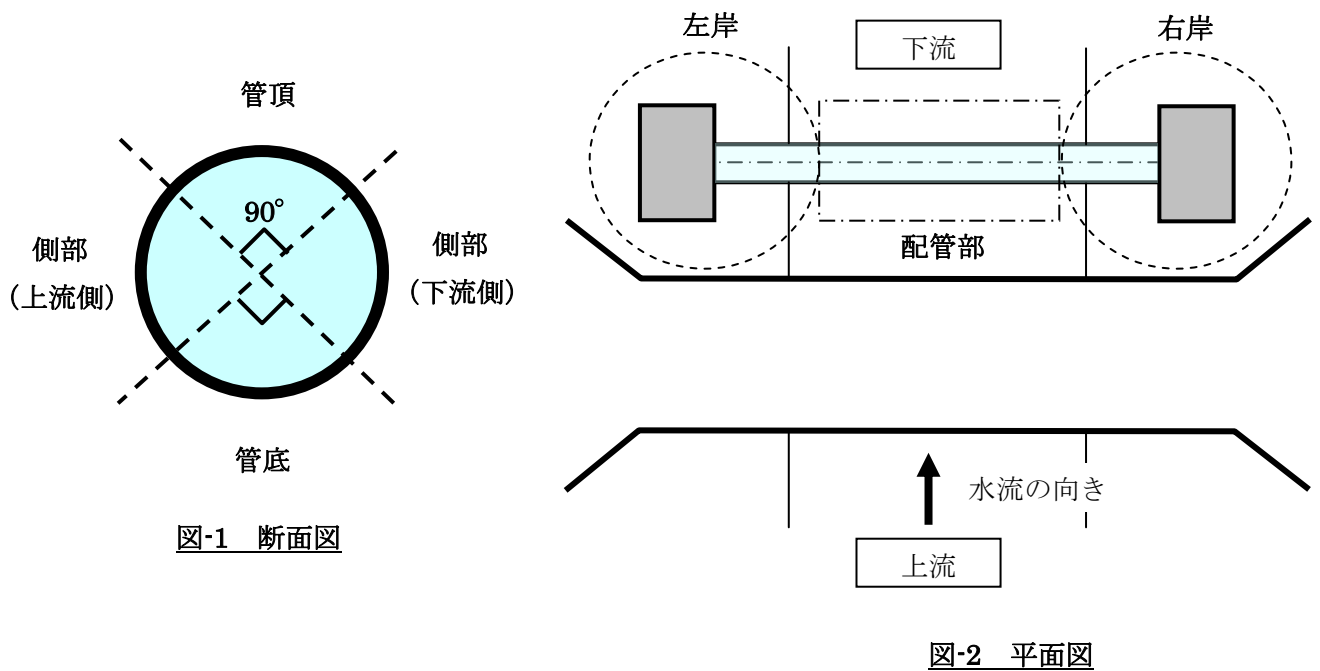 管頂
90°
側部
（上流側）
側部
（下流側）
管底
図-1　断面図
左岸
下流
右岸
配管部
水流の向き
上流
図-2　平面図